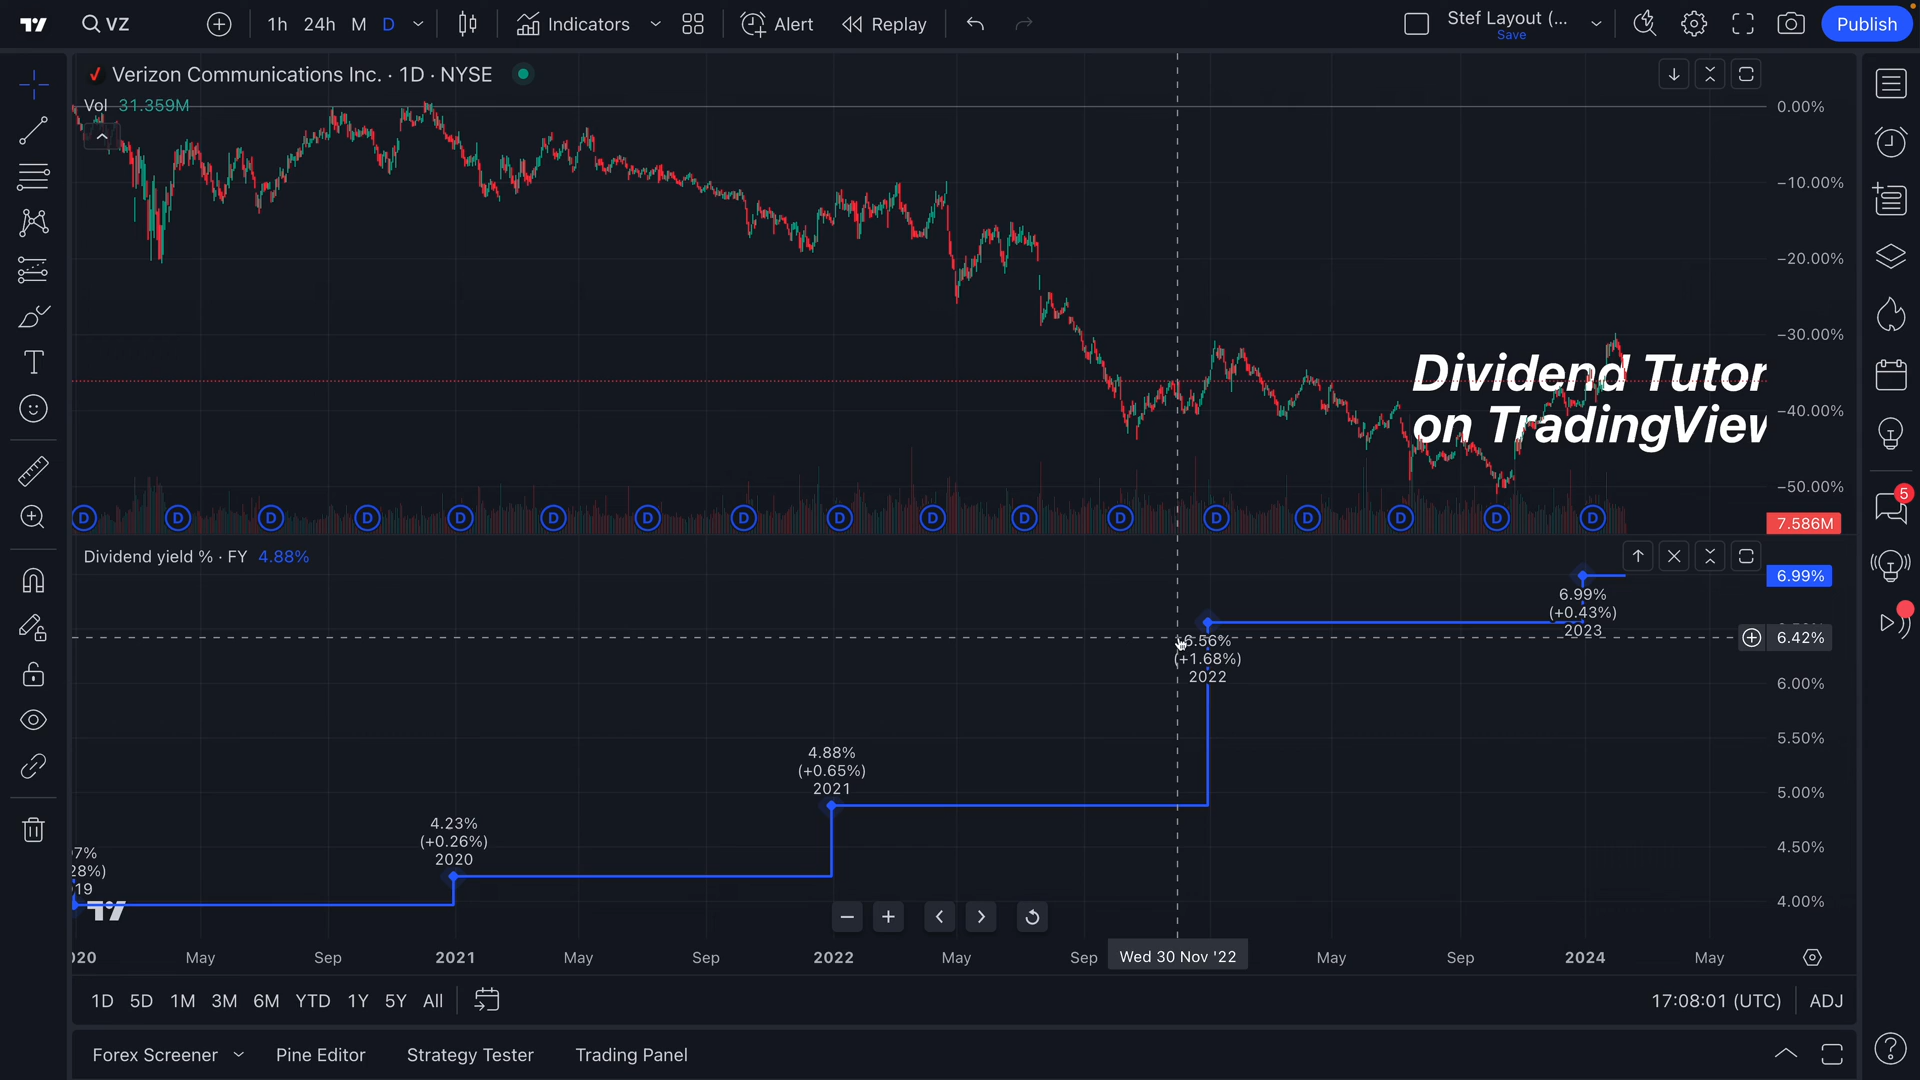 VZ
1h 24h M D
Indicators
Alert
Replay
Stef Layout (...
Save
Publish
Verizon Communications Inc. · 1D · NYSE
Vol 31.359M
0.00%
−10.00%
−20.00%
−30.00%
−40.00%
−50.00%
Dividend Tutor
on TradingView
D D D D D D D D D D D D D D D D D
7.586M
5
Dividend yield % · FY 4.88%
6.99%
6.42%
6.00%
5.50%
5.00%
4.50%
4.00%
6.99%
(+0.43%)
2023
6.56%
(+1.68%)
2022
4.88%
(+0.65%)
2021
4.23%
(+0.26%)
2020
97%
28%)
019
020 May Sep 2021 May Sep 2022 May Sep Wed 30 Nov '22 May Sep 2024 May
1D 5D 1M 3M 6M YTD 1Y 5Y All
17:08:01 (UTC) ADJ
Forex Screener Pine Editor Strategy Tester Trading Panel